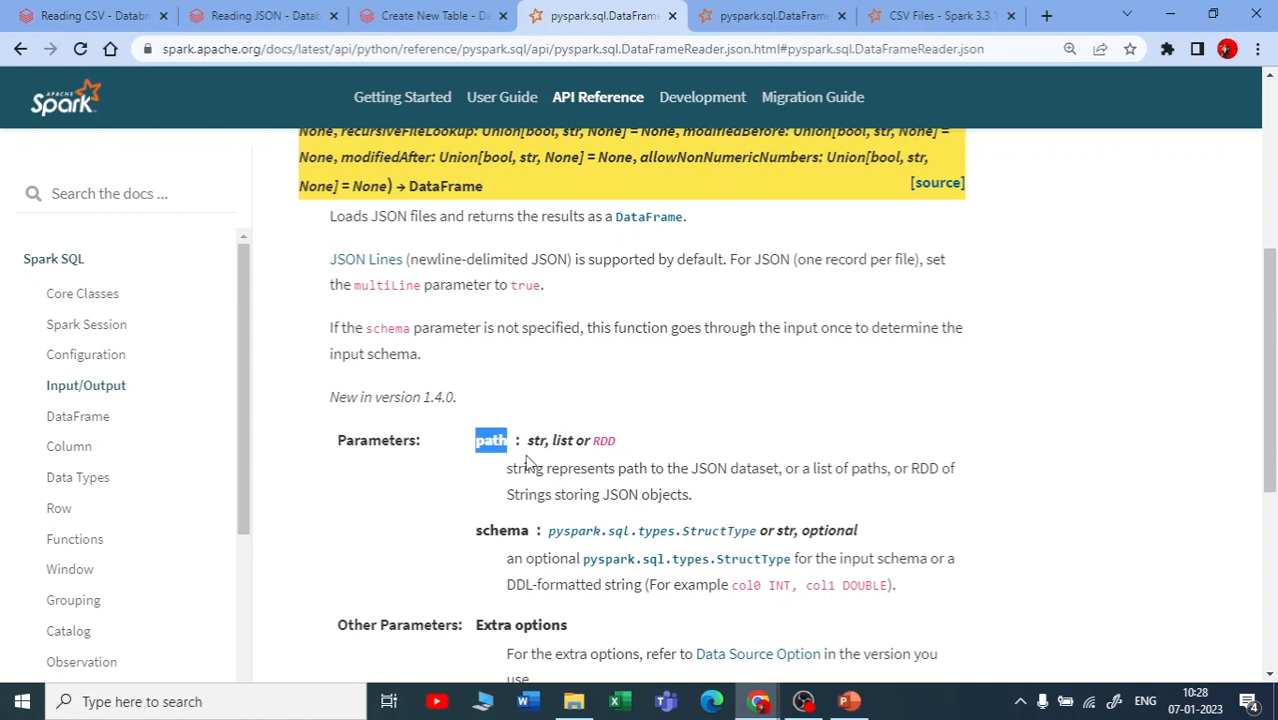 Reading CSV - Databr
Reading JSON - Datab
Create New Table - Da
pyspark.sql.DataFrame
pyspark.sql.DataFrame
CSV Files - Spark 3.3.1
spark.apache.org/docs/latest/api/python/reference/pyspark.sql/api/pyspark.sql.DataFrameReader.json.html#pyspark.sql.DataFrameReader.json
APACHE
Spark
Getting Started User Guide API Reference Development Migration Guide
None, recursiveFileLookup: Union[bool, str, None] = None, modifiedBefore: Union[bool, str, None] =
None, modifiedAfter: Union[bool, str, None] = None, allowNonNumericNumbers: Union[bool, str,
None] = None) → DataFrame
[source]
Search the docs ...
Spark SQL
Core Classes
Spark Session
Configuration
Input/Output
DataFrame
Column
Data Types
Row
Functions
Window
Grouping
Catalog
Observation
Loads JSON files and returns the results as a DataFrame.
JSON Lines (newline-delimited JSON) is supported by default. For JSON (one record per file), set
the multiLine parameter to true.
If the schema parameter is not specified, this function goes through the input once to determine the
input schema.
New in version 1.4.0.
Parameters:
path : str, list or RDD
string represents path to the JSON dataset, or a list of paths, or RDD of
Strings storing JSON objects.
schema : pyspark.sql.types.StructType or str, optional
an optional pyspark.sql.types.StructType for the input schema or a
DDL-formatted string (For example col0 INT, col1 DOUBLE).
Other Parameters: Extra options
For the extra options, refer to Data Source Option in the version you
use.
Type here to search
ENG
10:28
07-01-2023
4